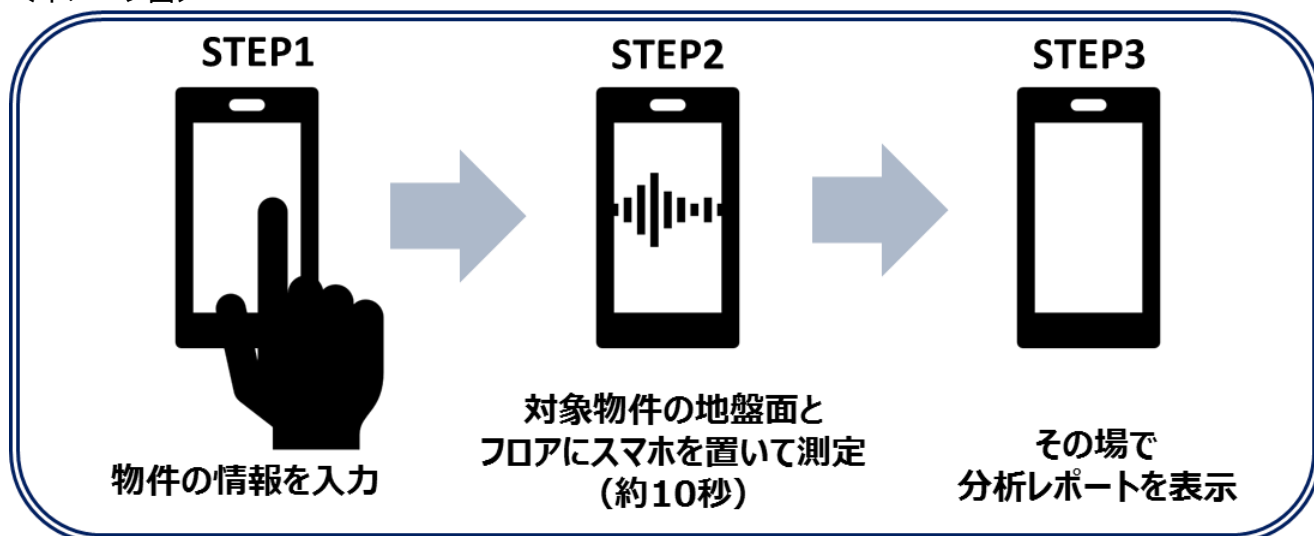 STEP1
STEP2
STEP3
物件の情報を入力
対象物件の地盤面と
フロアにスマホを置いて測定
（約10秒）
その場で
分析レポートを表示